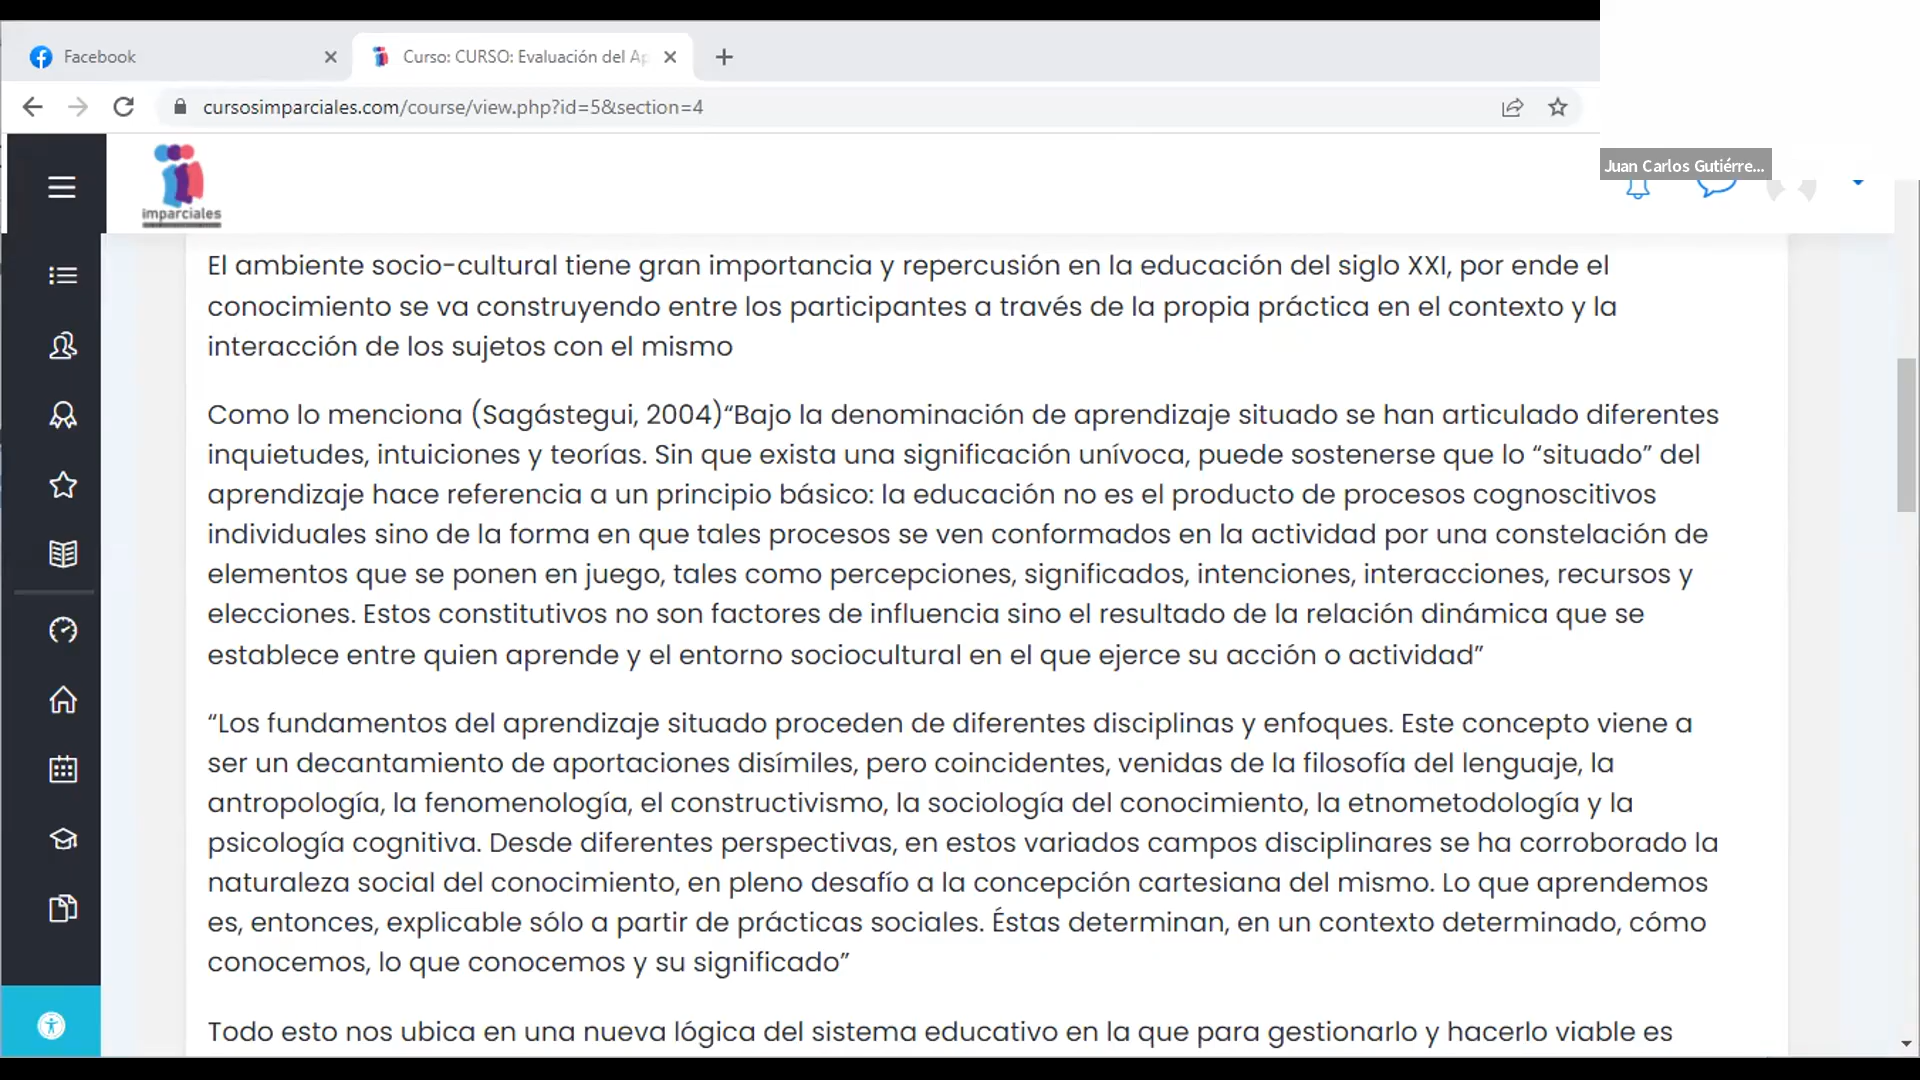 Facebook
Curso: CURSO: Evaluación del Ap
cursosimparciales.com/course/view.php?id=5&section=4
Juan Carlos Gutiérre...
imparciales
El ambiente socio-cultural tiene gran importancia y repercusión en la educación del siglo XXI, por ende el
conocimiento se va construyendo entre los participantes a través de la propia práctica en el contexto y la
interacción de los sujetos con el mismo
Como lo menciona (Sagástegui, 2004)“Bajo la denominación de aprendizaje situado se han articulado diferentes
inquietudes, intuiciones y teorías. Sin que exista una significación unívoca, puede sostenerse que lo “situado” del
aprendizaje hace referencia a un principio básico: la educación no es el producto de procesos cognoscitivos
individuales sino de la forma en que tales procesos se ven conformados en la actividad por una constelación de
elementos que se ponen en juego, tales como percepciones, significados, intenciones, interacciones, recursos y
elecciones. Estos constitutivos no son factores de influencia sino el resultado de la relación dinámica que se
establece entre quien aprende y el entorno sociocultural en el que ejerce su acción o actividad”
“Los fundamentos del aprendizaje situado proceden de diferentes disciplinas y enfoques. Este concepto viene a
ser un decantamiento de aportaciones disímiles, pero coincidentes, venidas de la filosofía del lenguaje, la
antropología, la fenomenología, el constructivismo, la sociología del conocimiento, la etnometodología y la
psicología cognitiva. Desde diferentes perspectivas, en estos variados campos disciplinares se ha corroborado la
naturaleza social del conocimiento, en pleno desafío a la concepción cartesiana del mismo. Lo que aprendemos
es, entonces, explicable sólo a partir de prácticas sociales. Éstas determinan, en un contexto determinado, cómo
conocemos, lo que conocemos y su significado”
Todo esto nos ubica en una nueva lógica del sistema educativo en la que para gestionarlo y hacerlo viable es